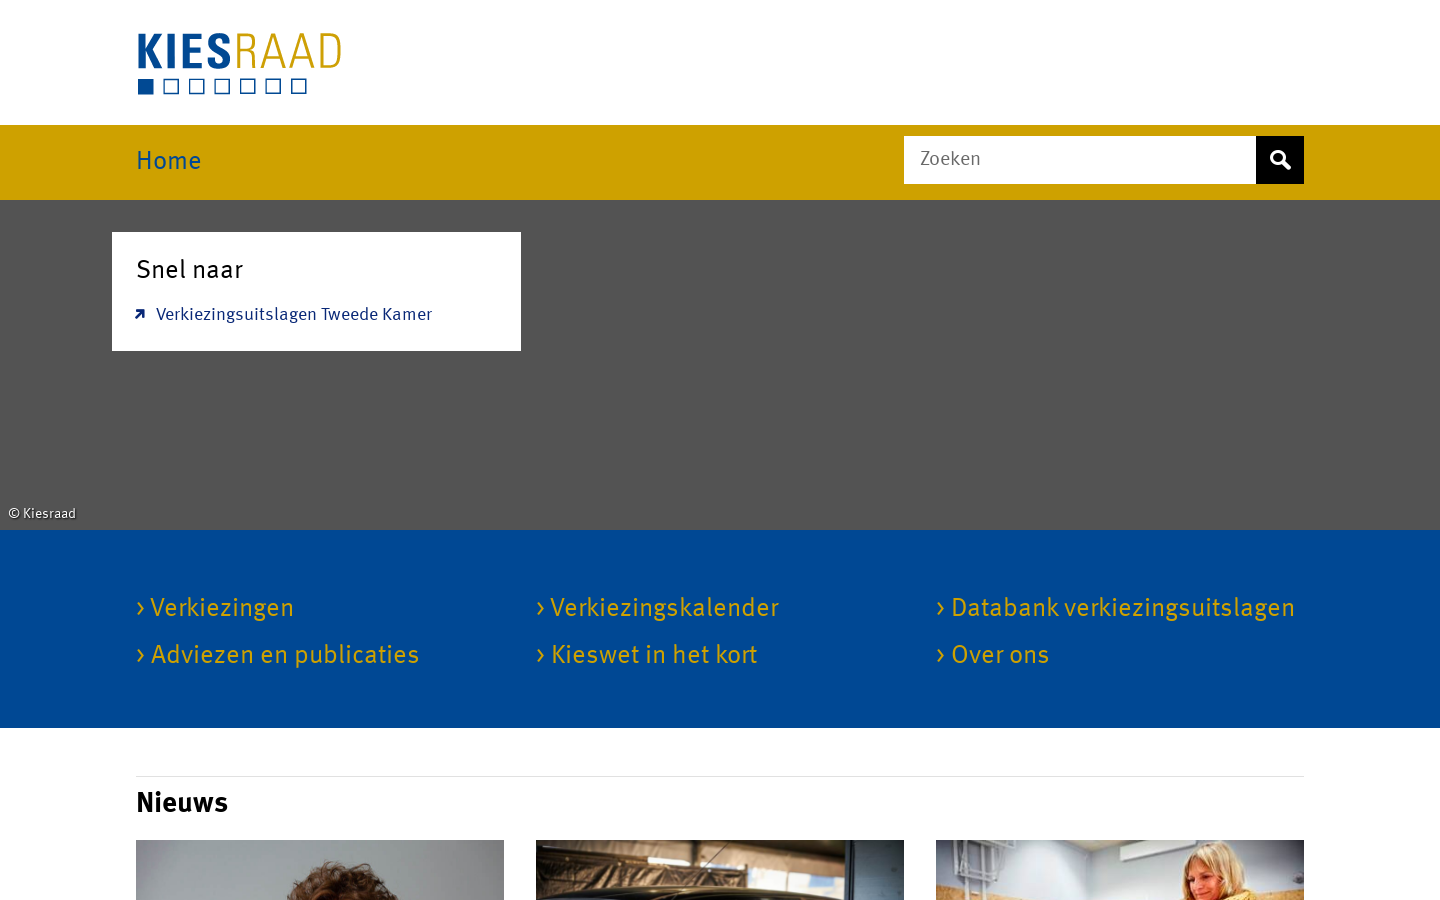 KIESRAAD
Home
Zoeken
Snel naar
Verkiezingsuitslagen Tweede Kamer
© Kiesraad
› Verkiezingen
› Verkiezingskalender
› Databank verkiezingsuitslagen
› Adviezen en publicaties
› Kieswet in het kort
› Over ons
Nieuws